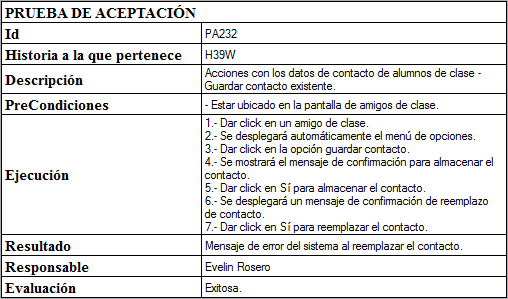 PRUEBA DE ACEPTACIÓN
Id PA232
Historia a la que pertenece H39W
Descripción Acciones con los datos de contacto de alumnos de clase -
Guardar contacto existente.
PreCondiciones - Estar ubicado en la pantalla de amigos de clase.
Ejecución
1.- Dar click en un amigo de clase.
2.- Se desplegará automáticamente el menú de opciones.
3.- Dar click en la opción guardar contacto.
4.- Se mostrará el mensaje de confirmación para almacenar el
contacto.
5.- Dar click en Sí para almacenar el contacto.
6.- Se desplegará un mensaje de confirmación de reemplazo
de contacto.
7.- Dar click en Sí para reemplazar el contacto.
Resultado Mensaje de error del sistema al reemplazar el contacto.
Responsable Evelin Rosero
Evaluación Exitosa.